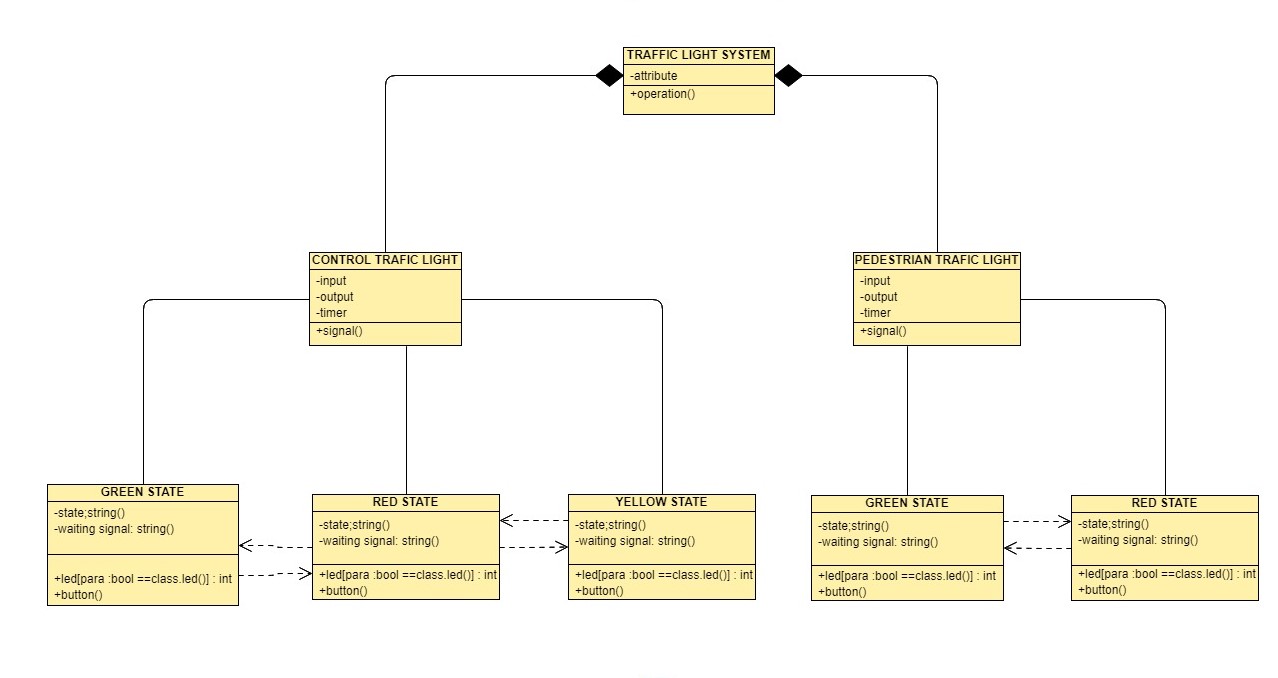 TRAFFIC LIGHT SYSTEM
-attribute
+operation()
CONTROL TRAFIC LIGHT
-input
-output
-timer
+signal()
PEDESTRIAN TRAFIC LIGHT
-input
-output
-timer
+signal()
GREEN STATE
-state;string()
-waiting signal: string()
+led[para :bool ==class.led()] : int
+button()
RED STATE
-state;string()
-waiting signal: string()
+led[para :bool ==class.led()] : int
+button()
YELLOW STATE
-state;string()
-waiting signal: string()
+led[para :bool ==class.led()] : int
+button()
GREEN STATE
-state;string()
-waiting signal: string()
+led[para :bool ==class.led()] : int
+button()
RED STATE
-state;string()
-waiting signal: string()
+led[para :bool ==class.led()] : int
+button()